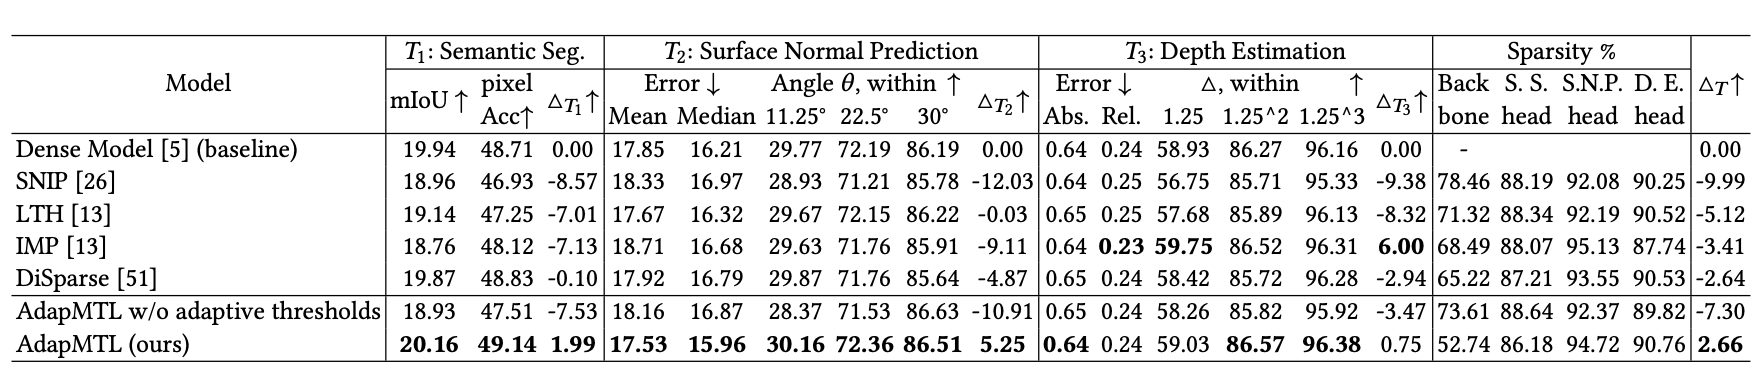 T₁: Semantic Seg. T₂: Surface Normal Prediction T₃: Depth Estimation Sparsity %
Model mIoU ↑ pixel Error ↓ Angle θ, within ↑ Error ↓ △, within ↑ Back S. S. S.N.P. D. E. △T↑
Acc↑ △T₁↑ Mean Median 11.25° 22.5° 30° △T₂↑ Abs. Rel. 1.25 1.25^2 1.25^3 △T₃↑ bone head head head
Dense Model [5] (baseline) 19.94 48.71 0.00 17.85 16.21 29.77 72.19 86.19 0.00 0.64 0.24 58.93 86.27 96.16 0.00 - 0.00
SNIP [26] 18.96 46.93 -8.57 18.33 16.97 28.93 71.21 85.78 -12.03 0.64 0.25 56.75 85.71 95.33 -9.38 78.46 88.19 92.08 90.25 -9.99
LTH [13] 19.14 47.25 -7.01 17.67 16.32 29.67 72.15 86.22 -0.03 0.65 0.25 57.68 85.89 96.13 -8.32 71.32 88.34 92.19 90.52 -5.12
IMP [13] 18.76 48.12 -7.13 18.71 16.68 29.63 71.76 85.91 -9.11 0.64 0.23 59.75 86.52 96.31 6.00 68.49 88.07 95.13 87.74 -3.41
DiSparse [51] 19.87 48.83 -0.10 17.92 16.79 29.87 71.76 85.64 -4.87 0.65 0.24 58.42 85.72 96.28 -2.94 65.22 87.21 93.55 90.53 -2.64
AdapMTL w/o adaptive thresholds 18.93 47.51 -7.53 18.16 16.87 28.37 71.53 86.63 -10.91 0.65 0.24 58.26 85.82 95.92 -3.47 73.61 88.64 92.37 89.82 -7.30
AdapMTL (ours) 20.16 49.14 1.99 17.53 15.96 30.16 72.36 86.51 5.25 0.64 0.24 59.03 86.57 96.38 0.75 52.74 86.18 94.72 90.76 2.66